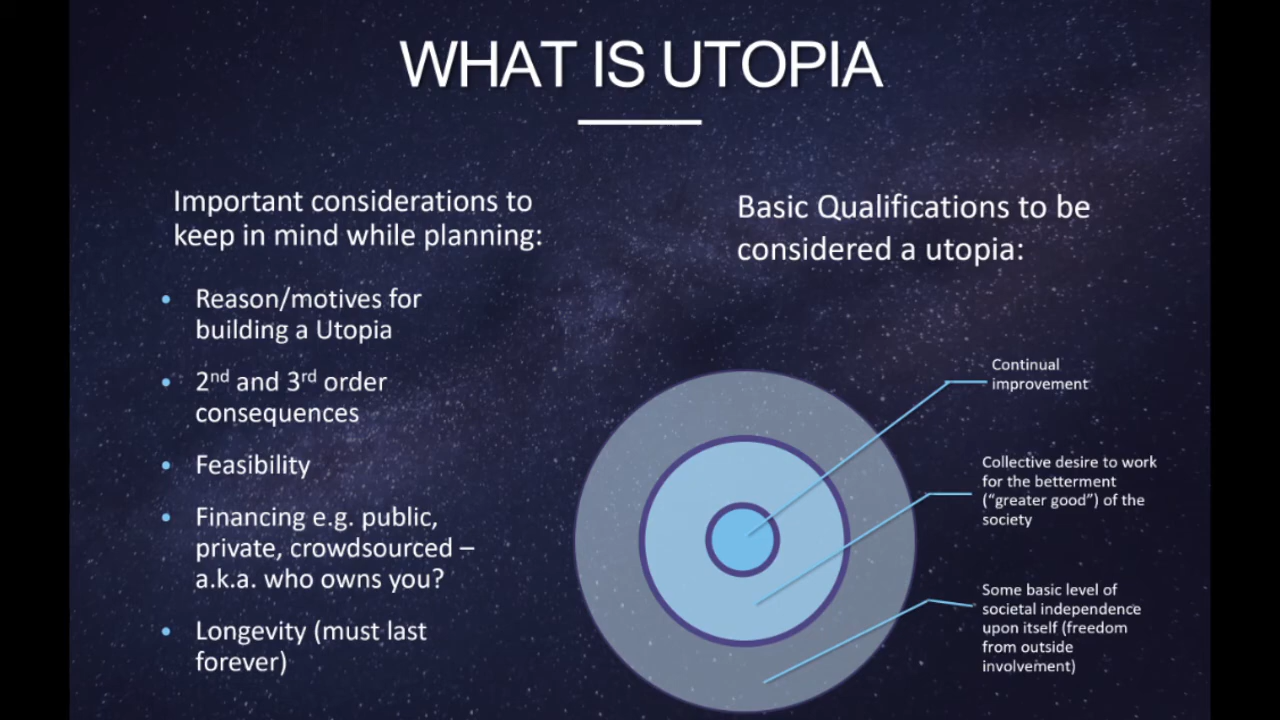 WHAT IS UTOPIA
Important considerations to
keep in mind while planning:
• Reason/motives for
building a Utopia
• 2nd and 3rd order
consequences
• Feasibility
• Financing e.g. public,
private, crowdsourced –
a.k.a. who owns you?
• Longevity (must last
forever)
Basic Qualifications to be
considered a utopia:
Continual
improvement
Collective desire to work
for the betterment
(“greater good”) of the
society
Some basic level of
societal independence
upon itself (freedom
from outside
involvement)